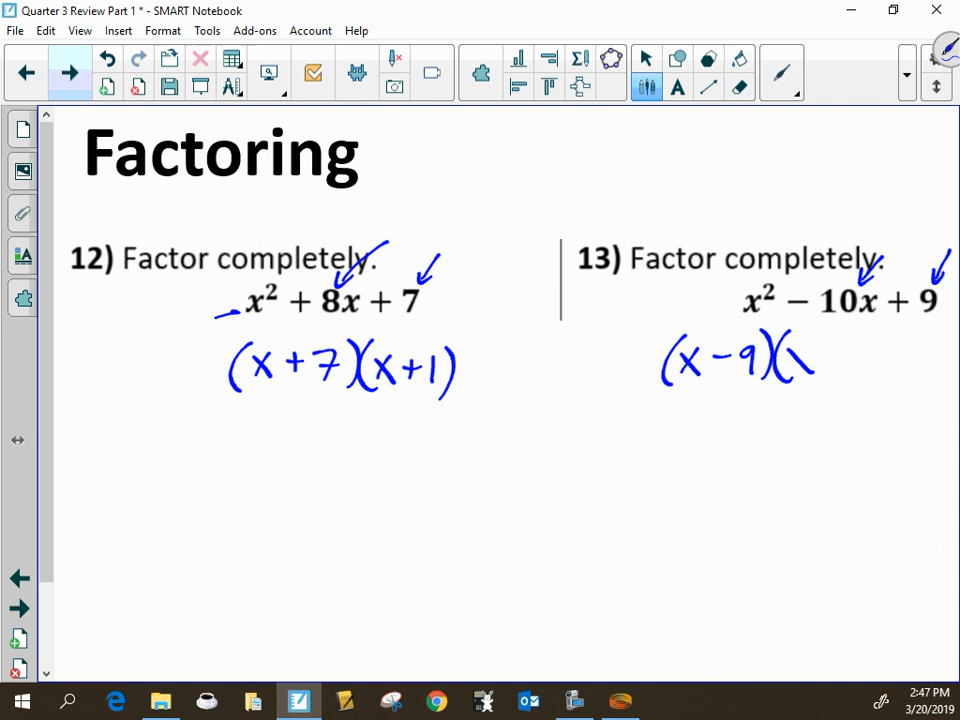 Quarter 3 Review Part 1 * - SMART Notebook
File Edit View Insert Format Tools Add-ons Account Help
Factoring
12) Factor completely.
x² + 8x + 7
(x + 7)(x + 1)
13) Factor completely.
x² − 10x + 9
(x − 9)(
2:47 PM
3/20/2019